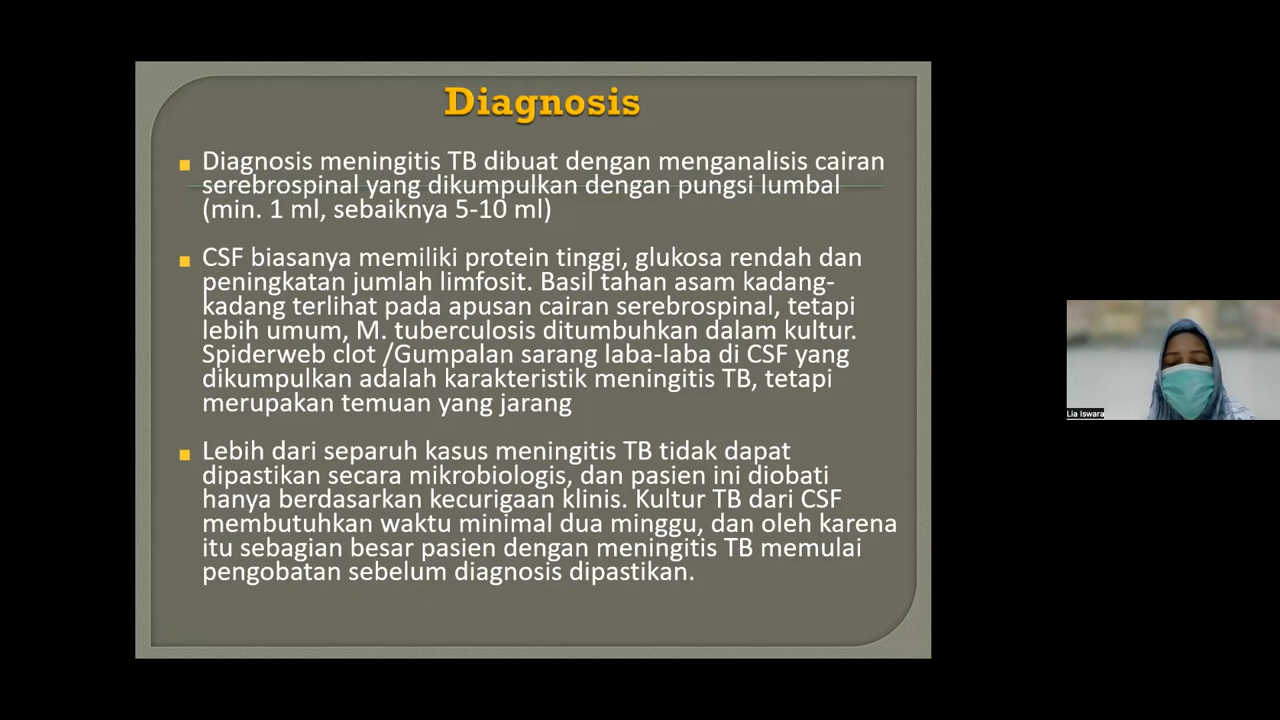 Diagnosis
Diagnosis meningitis TB dibuat dengan menganalisis cairan
serebrospinal yang dikumpulkan dengan pungsi lumbal
(min. 1 ml, sebaiknya 5-10 ml)
CSF biasanya memiliki protein tinggi, glukosa rendah dan
peningkatan jumlah limfosit. Basil tahan asam kadang-
kadang terlihat pada apusan cairan serebrospinal, tetapi
lebih umum, M. tuberculosis ditumbuhkan dalam kultur.
Spiderweb clot /Gumpalan sarang laba-laba di CSF yang
dikumpulkan adalah karakteristik meningitis TB, tetapi
merupakan temuan yang jarang
Lebih dari separuh kasus meningitis TB tidak dapat
dipastikan secara mikrobiologis, dan pasien ini diobati
hanya berdasarkan kecurigaan klinis. Kultur TB dari CSF
membutuhkan waktu minimal dua minggu, dan oleh karena
itu sebagian besar pasien dengan meningitis TB memulai
pengobatan sebelum diagnosis dipastikan.
Lia Iswara